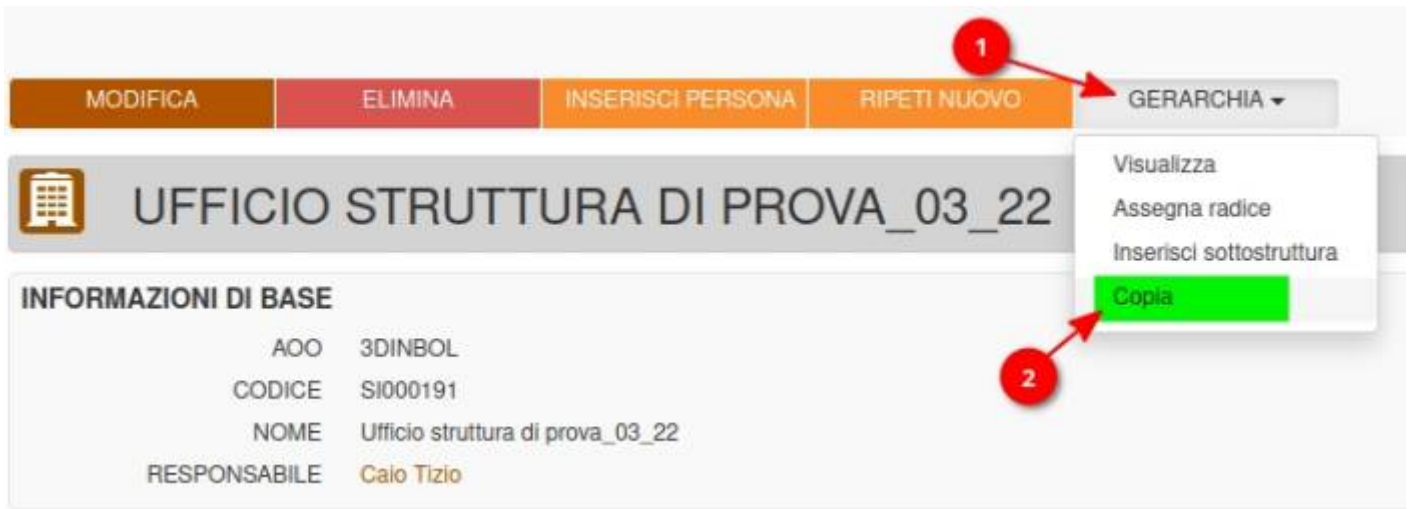 1
MODIFICA ELIMINA INSERISCI PERSONA RIPETI NUOVO GERARCHIA
Visualizza
UFFICIO STRUTTURA DI PROVA_03_22
Assegna radice
Inserisci sottostruttura
Copia
INFORMAZIONI DI BASE
AOO 3DINBOL
2
CODICE SI000191
NOME Ufficio struttura di prova_03_22
RESPONSABILE Caio Tizio